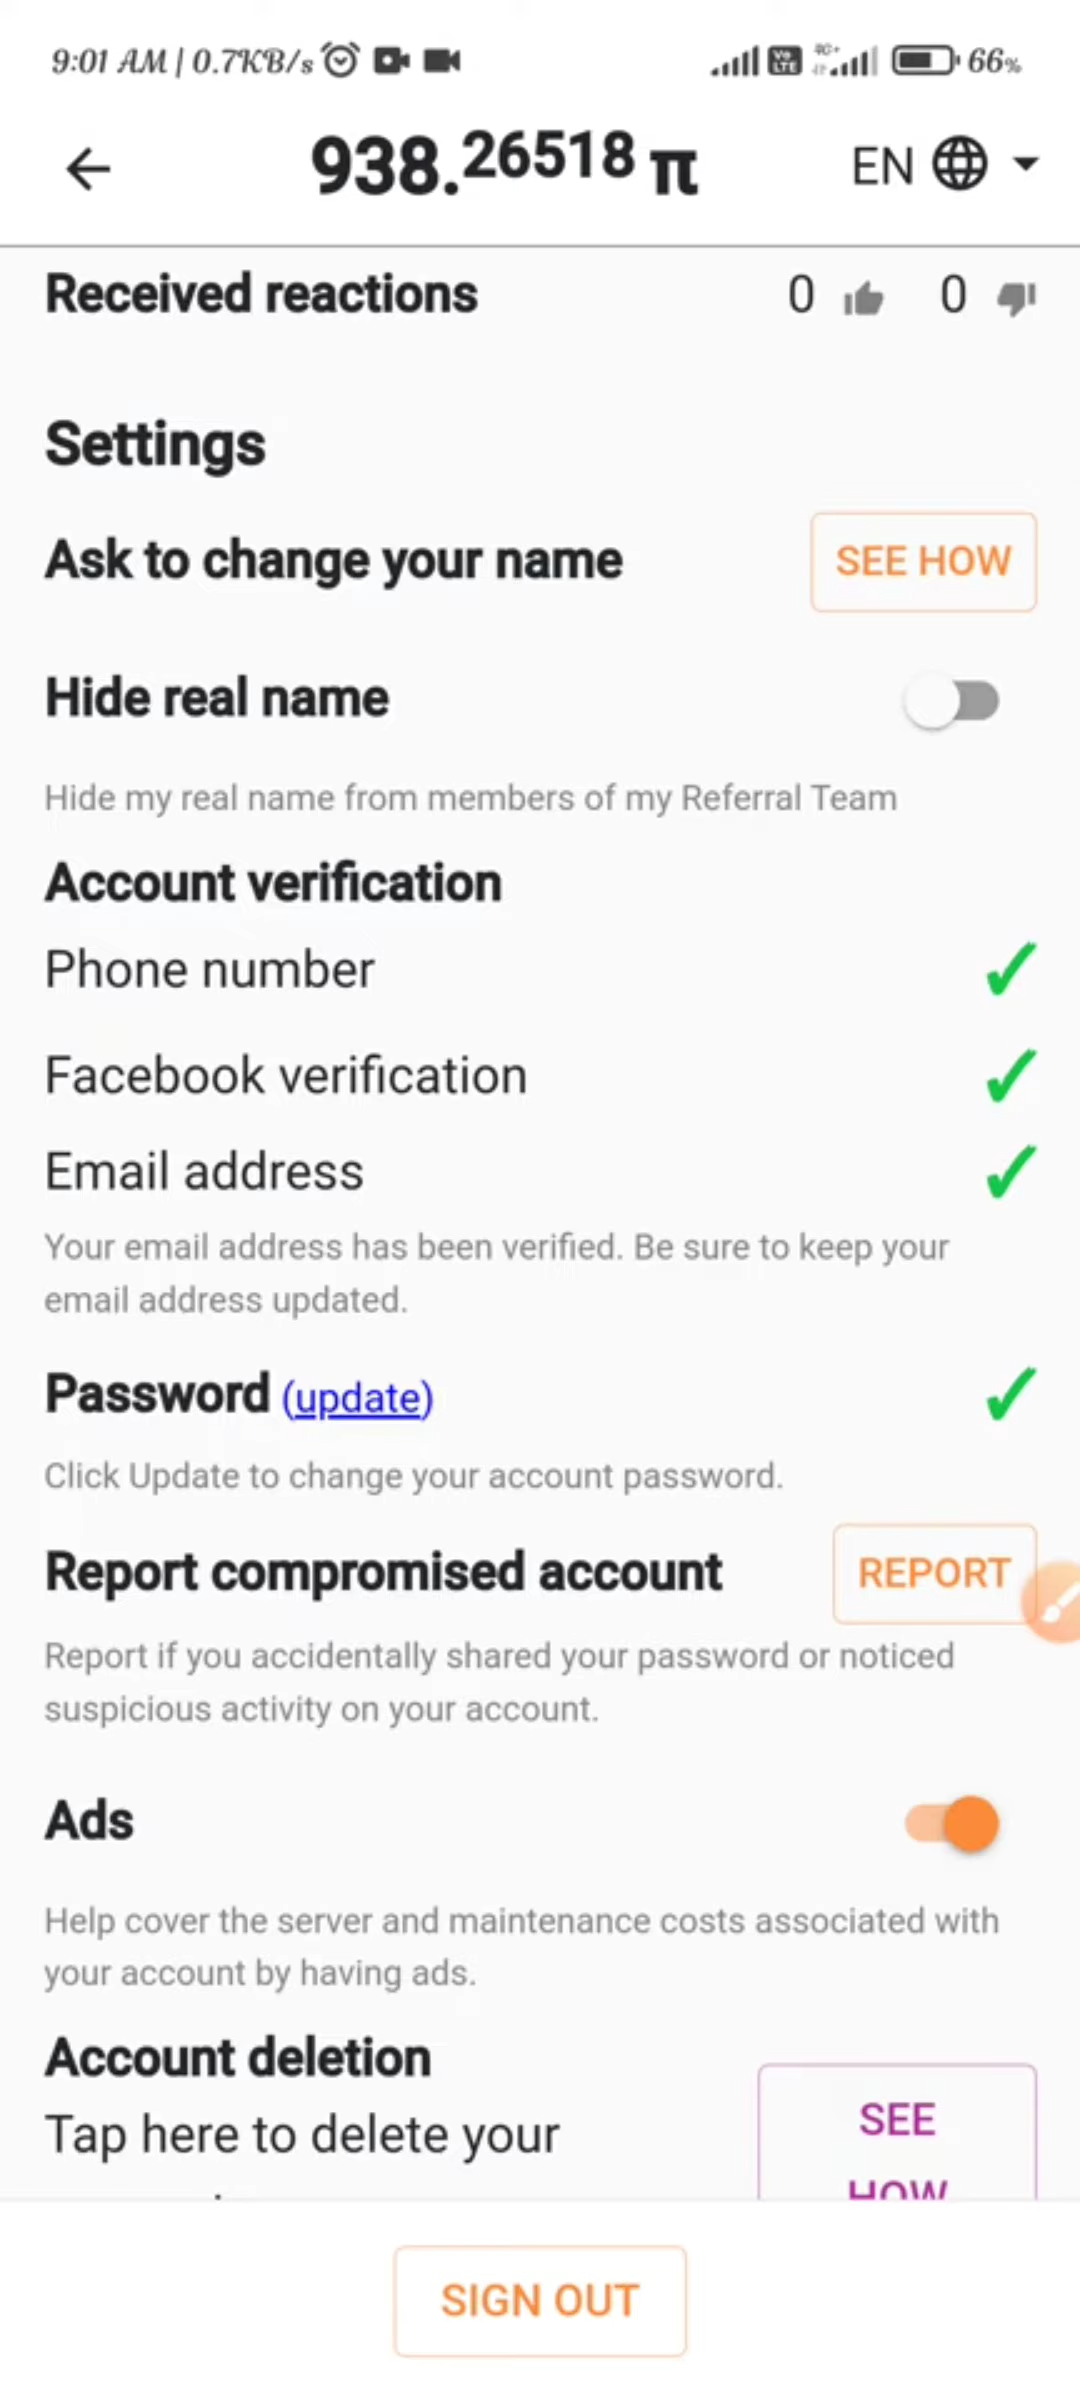 9:01 AM | 0.7KB/s Vo LTE 4G+ 66%
938.26518 π EN
Received reactions 0 0
Settings
Ask to change your name SEE HOW
Hide real name
Hide my real name from members of my Referral Team
Account verification
Phone number
Facebook verification
Email address
Your email address has been verified. Be sure to keep your
email address updated.
Password (update)
Click Update to change your account password.
Report compromised account REPORT
Report if you accidentally shared your password or noticed
suspicious activity on your account.
Ads
Help cover the server and maintenance costs associated with
your account by having ads.
Account deletion
Tap here to delete your
SEE
HOW
SIGN OUT